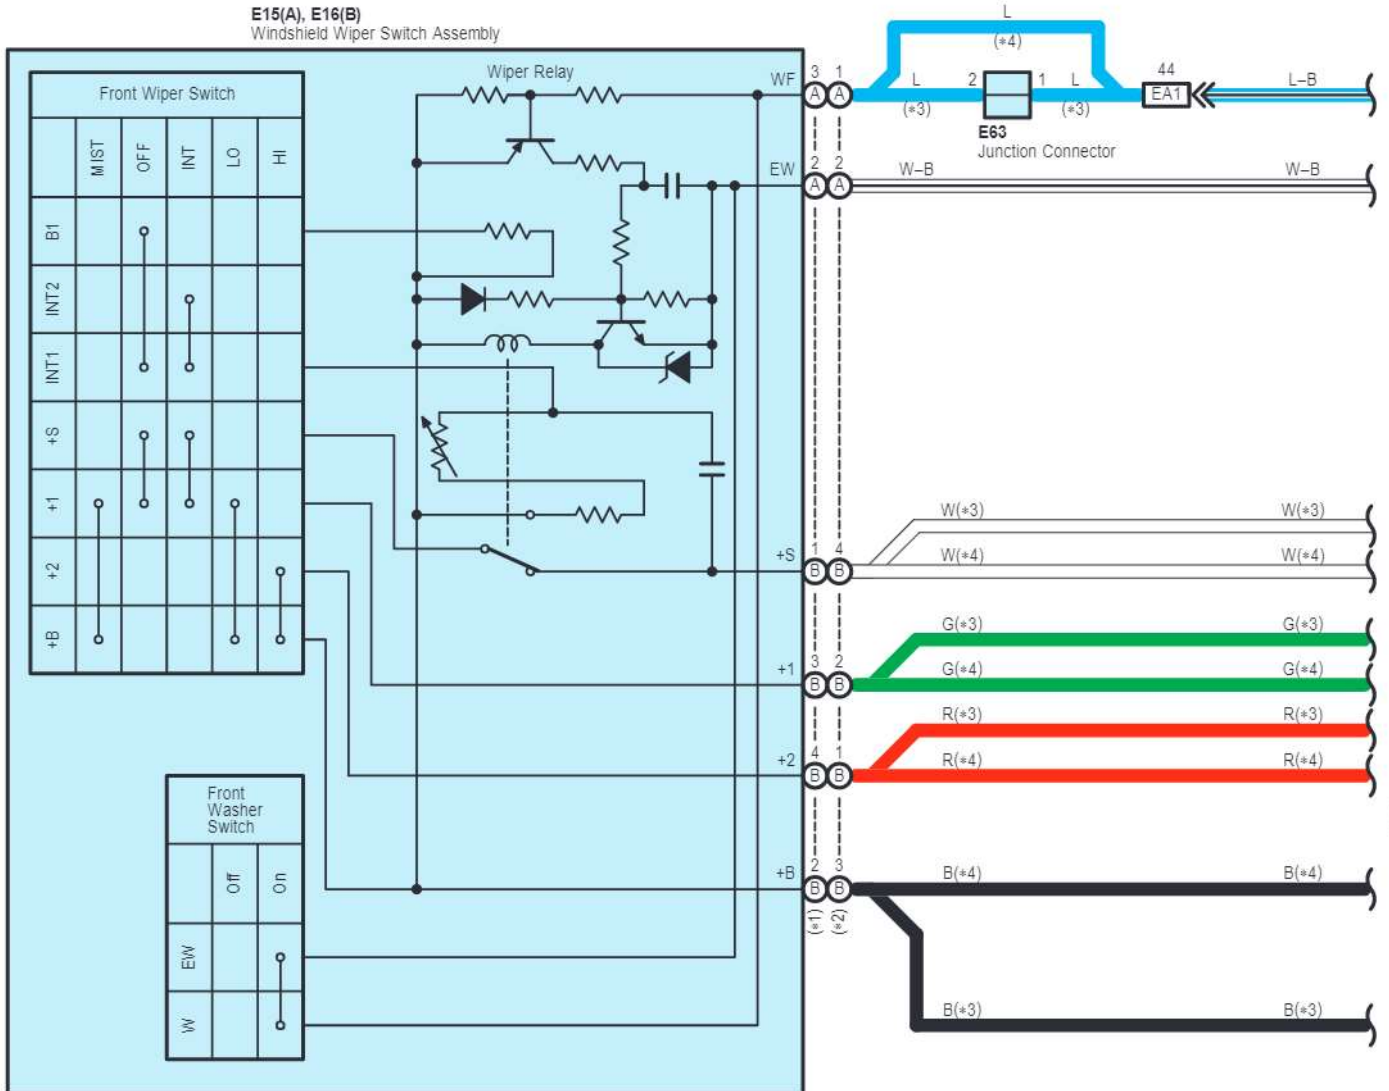 E15(A), E16(B)
Windshield Wiper Switch Assembly
Front Wiper Switch
MIST
OFF
INT
LO
HI
B1
INT2
INT1
+S
+1
+2
+B
Wiper Relay
WF
3 1
A A
L
(*4)
L
(*3)
2
1
L
(*3)
E63
Junction Connector
44
EA1
L–B
EW
2 2
A A
W–B
W–B
+S
1 4
B B
W(*3)
W(*3)
W(*4)
W(*4)
+1
3 2
B B
G(*3)
G(*3)
G(*4)
G(*4)
+2
4 1
B B
R(*3)
R(*3)
R(*4)
R(*4)
+B
2 3
B B
(*1)
(*2)
B(*4)
B(*4)
B(*3)
B(*3)
Front
Washer
Switch
Off
On
EW
W